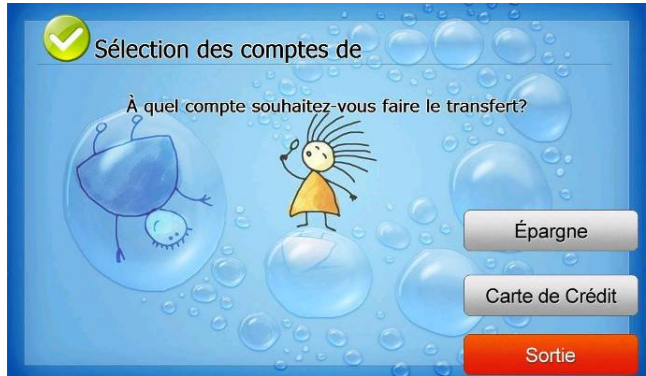 Sélection des comptes de
À quel compte souhaitez-vous faire le transfert?
Épargne
Carte de Crédit
Sortie